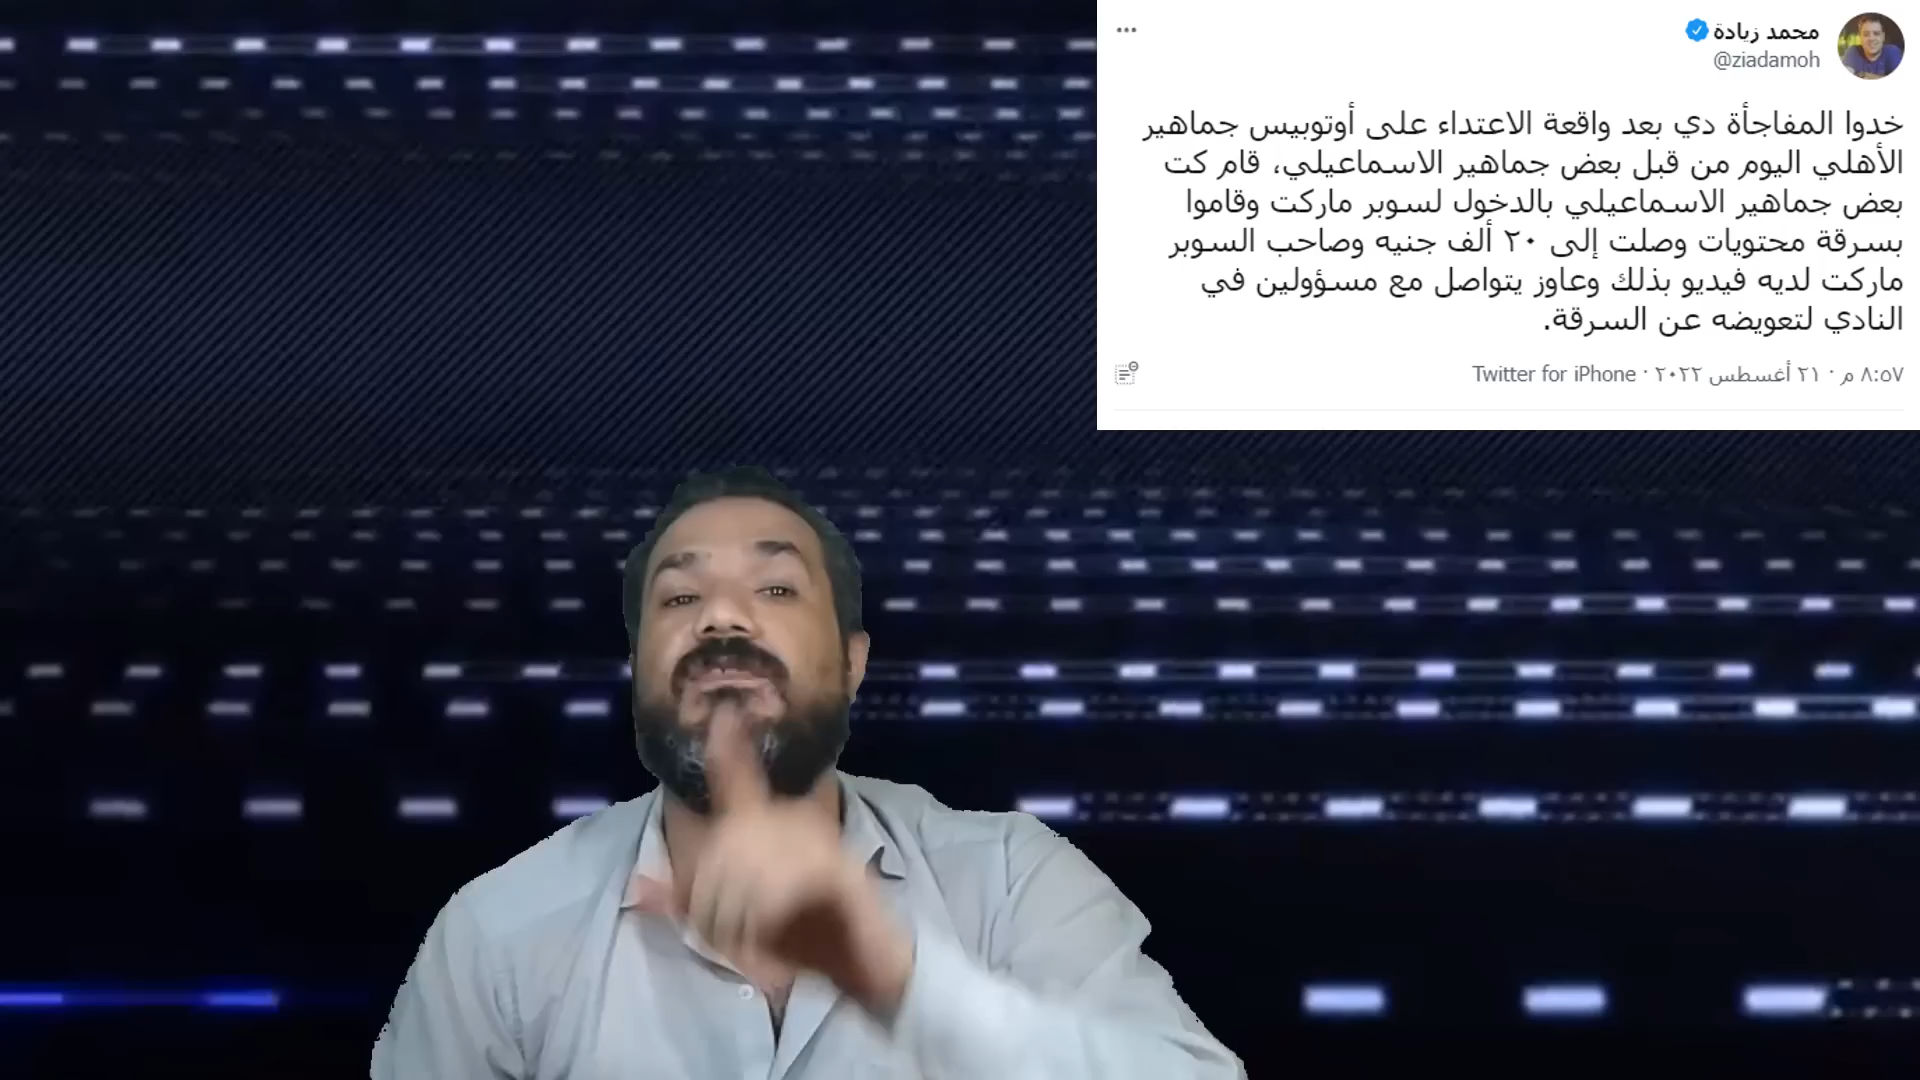 محمد زيادة
@ziadamoh
خدوا المفاجأة دي بعد واقعة الاعتداء على أوتوبيس جماهير
الأهلي اليوم من قبل بعض جماهير الاسماعيلي، قام كت
بعض جماهير الاسماعيلي بالدخول لسوبر ماركت وقاموا
بسرقة محتويات وصلت إلى ٢٠ ألف جنيه وصاحب السوبر
ماركت لديه فيديو بذلك وعاوز يتواصل مع مسؤولين في
النادي لتعويضه عن السرقة.
٨:٥٧ م · ٢١ أغسطس ٢٠٢٢ · Twitter for iPhone